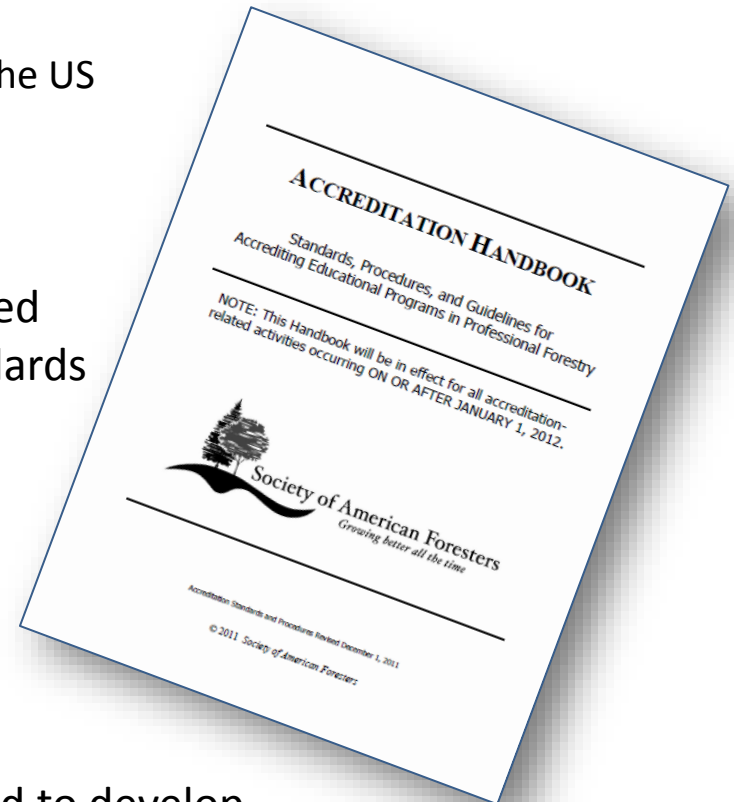 he US
ed
lards
ACCREDITATION HANDBOOK
Standards, Procedures, and Guidelines for
Accrediting Educational Programs in Professional Forestry
NOTE: This Handbook will be in effect for all accreditation-
related activities occurring ON OR AFTER JANUARY 1, 2012.
Society of American Foresters
Growing better all the time
Accreditation Standards and Procedures Revised December 1, 2011
© 2011 Society of American Foresters
d to develop